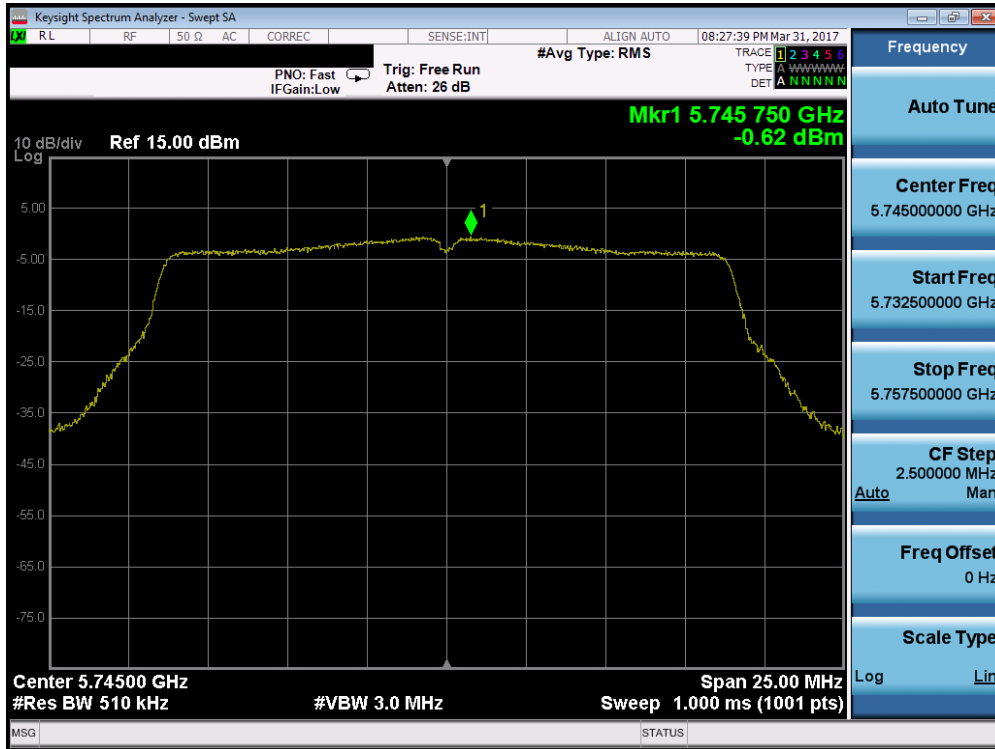 Keysight Spectrum Analyzer - Swept SA
LXI RL RF 50 Ω AC CORREC SENSE:INT ALIGN AUTO 08:27:39 PM Mar 31, 2017
PNO: Fast
IFGain:Low
Trig: Free Run
Atten: 26 dB
#Avg Type: RMS
TRACE 1 2 3 4 5 6
TYPE A WWWWW
DET A N N N N N
Mkr1 5.745 750 GHz
-0.62 dBm
10 dB/div Ref 15.00 dBm
Log
1
5.00
-5.00
-15.0
-25.0
-35.0
-45.0
-55.0
-65.0
-75.0
Center 5.74500 GHz Span 25.00 MHz
#Res BW 510 kHz #VBW 3.0 MHz Sweep 1.000 ms (1001 pts)
MSG STATUS
Frequency
Auto Tune
Center Freq
5.745000000 GHz
Start Freq
5.732500000 GHz
Stop Freq
5.757500000 GHz
CF Step
2.500000 MHz
Auto Man
Freq Offset
0 Hz
Scale Type
Log Lin